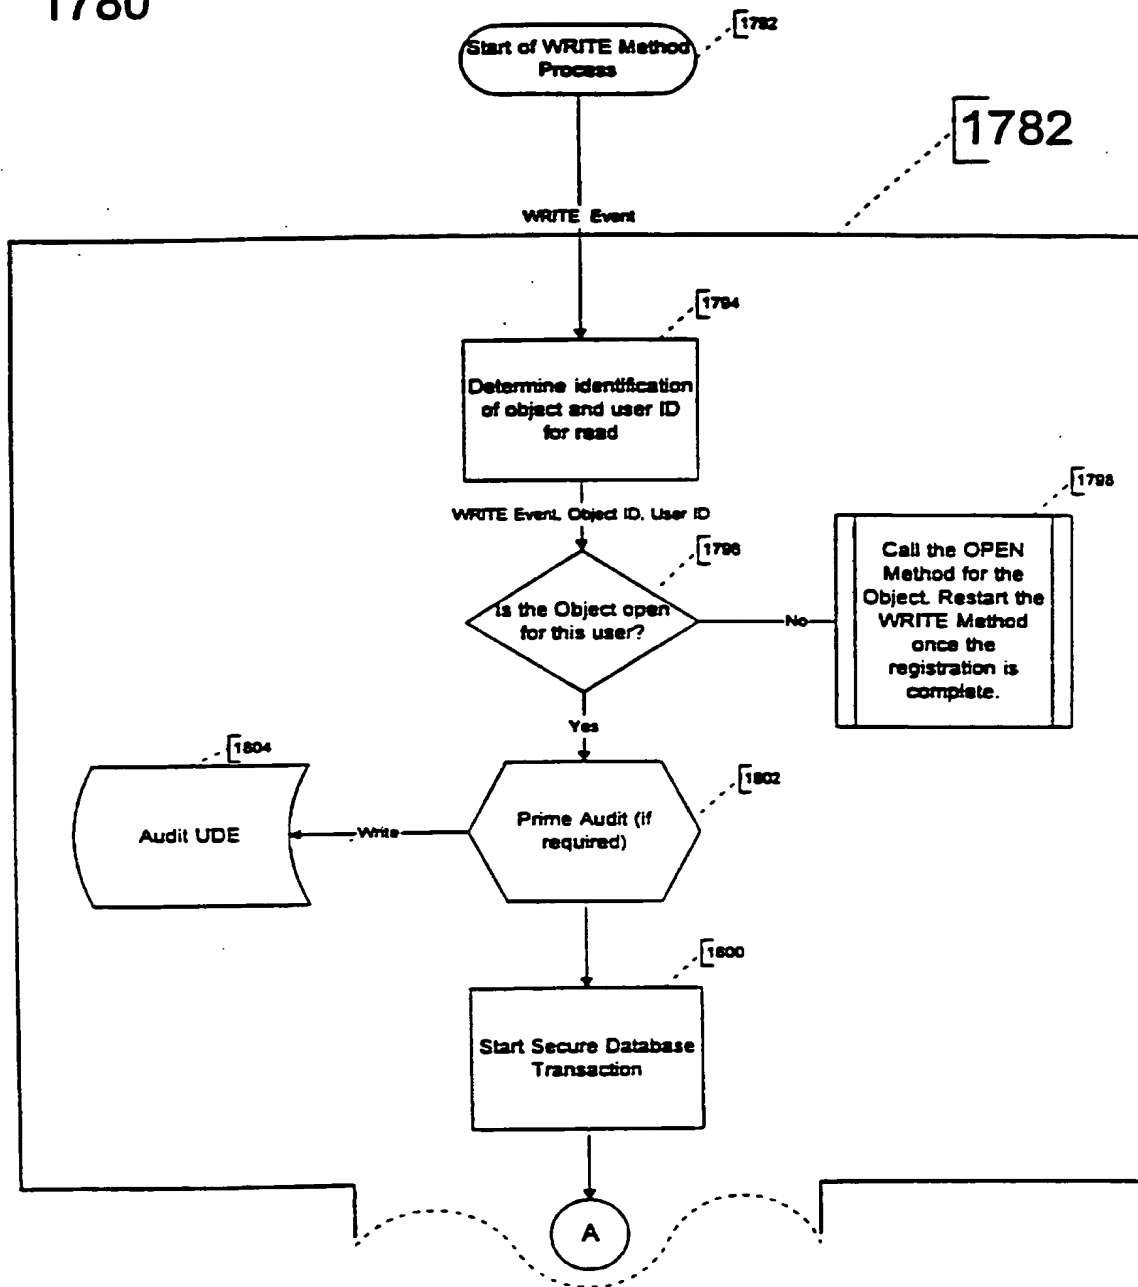 1780
1792
Start of WRITE Method
Process
1782
WRITE Event
1794
Determine identification
of object and user ID
for read
1798
WRITE Event, Object ID, User ID
1796
Call the OPEN
Method for the
Object. Restart the
WRITE Method
once the
registration is
complete.
Is the Object open
for this user?
No
Yes
1804
1802
Audit UDE
Write
Prime Audit (if
required)
1800
Start Secure Database
Transaction
A